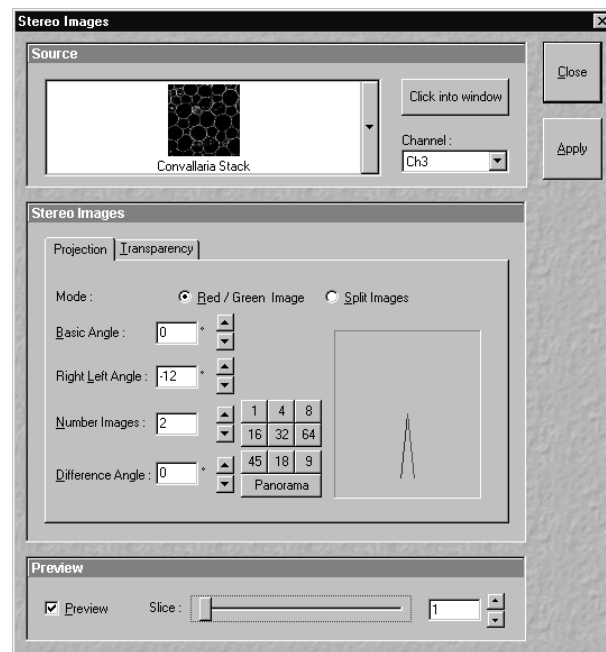 Stereo Images
Source
Close
Click into window
Channel :
Apply
Ch3
Convallaria Stack
Stereo Images
Projection Transparency
Mode : Red / Green Image Split Images
Basic Angle : 0 °
Right Left Angle : -12 °
Number Images : 2
1 4 8
16 32 64
Difference Angle : 0 °
45 18 9
Panorama
Preview
Preview Slice : 1